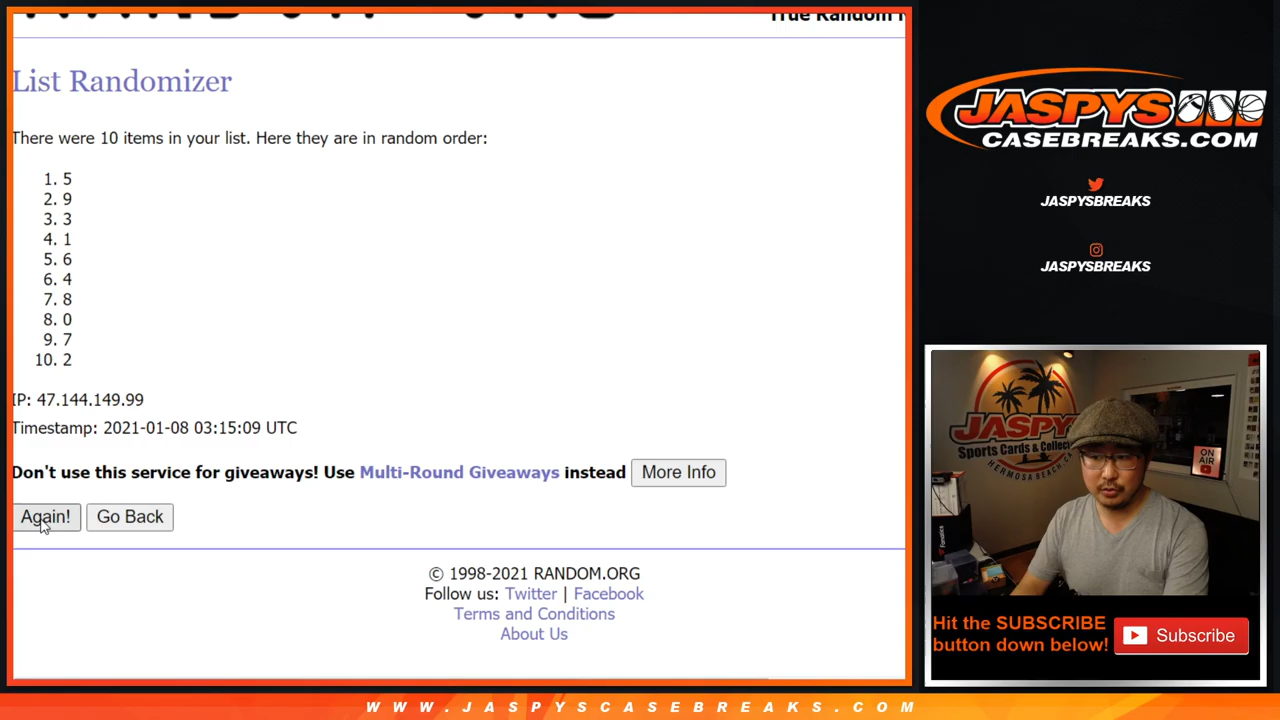 True Random N
List Randomizer
There were 10 items in your list. Here they are in random order:
1. 5
2. 9
3. 3
4. 1
5. 6
6. 4
7. 8
8. 0
9. 7
10. 2
IP: 47.144.149.99
Timestamp: 2021-01-08 03:15:09 UTC
Don't use this service for giveaways! Use Multi-Round Giveaways instead More Info
Again! Go Back
© 1998-2021 RANDOM.ORG
Follow us: Twitter | Facebook
Terms and Conditions
About Us
JASPYS
CASEBREAKS.COM
JASPYSBREAKS
JASPYSBREAKS
JASPYS
Sports Cards & Collect
HERMOSA BEACH, CA
ON AIR
Fanatics
Hit the SUBSCRIBE
button down below!
Subscribe
WWW.JASPYSCASEBREAKS.COM